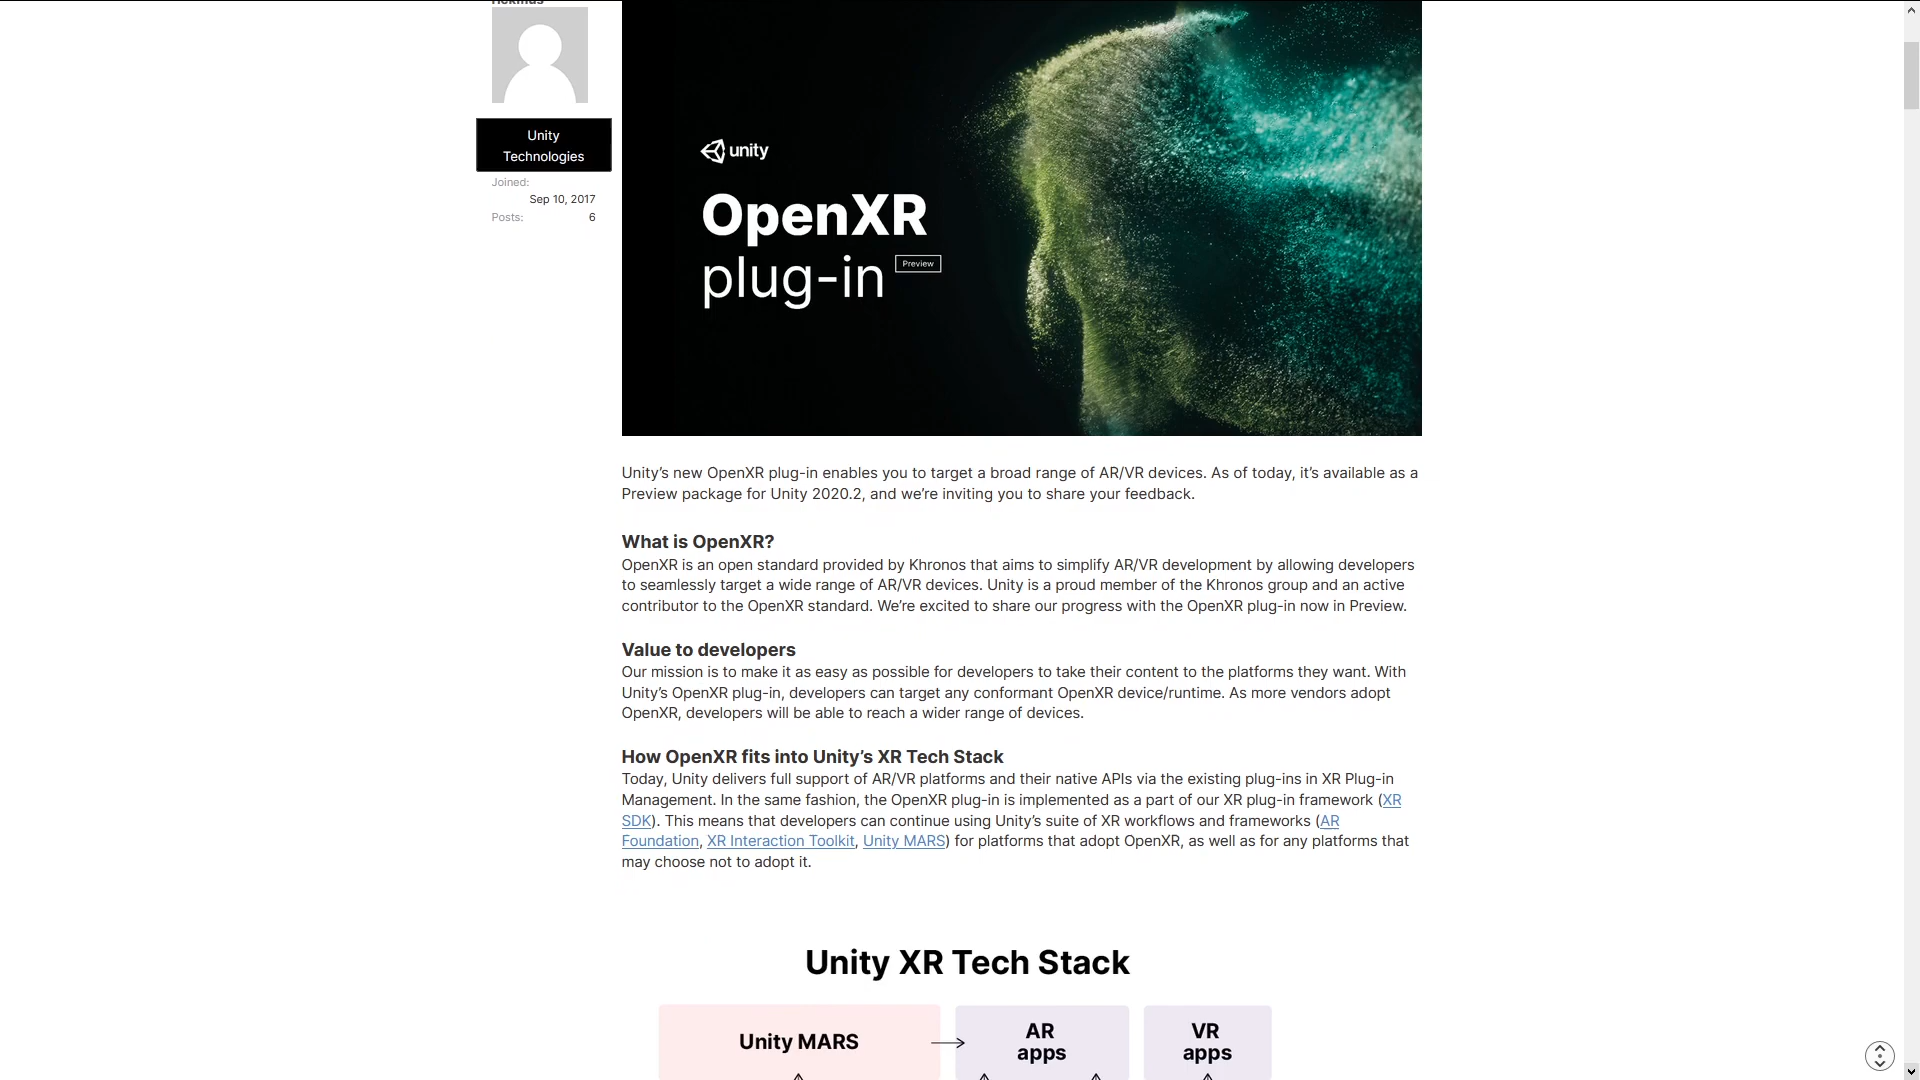 Unity
Technologies
Joined:
Sep 10, 2017
Posts:
6
unity
OpenXR
plug-in
Preview
Unity’s new OpenXR plug-in enables you to target a broad range of AR/VR devices. As of today, it’s available as a
Preview package for Unity 2020.2, and we’re inviting you to share your feedback.
What is OpenXR?
OpenXR is an open standard provided by Khronos that aims to simplify AR/VR development by allowing developers
to seamlessly target a wide range of AR/VR devices. Unity is a proud member of the Khronos group and an active
contributor to the OpenXR standard. We’re excited to share our progress with the OpenXR plug-in now in Preview.
Value to developers
Our mission is to make it as easy as possible for developers to take their content to the platforms they want. With
Unity’s OpenXR plug-in, developers can target any conformant OpenXR device/runtime. As more vendors adopt
OpenXR, developers will be able to reach a wider range of devices.
How OpenXR fits into Unity’s XR Tech Stack
Today, Unity delivers full support of AR/VR platforms and their native APIs via the existing plug-ins in XR Plug-in
Management. In the same fashion, the OpenXR plug-in is implemented as a part of our XR plug-in framework (XR
SDK). This means that developers can continue using Unity’s suite of XR workflows and frameworks (AR
Foundation, XR Interaction Toolkit, Unity MARS) for platforms that adopt OpenXR, as well as for any platforms that
may choose not to adopt it.
Unity XR Tech Stack
Unity MARS
AR
apps
VR
apps